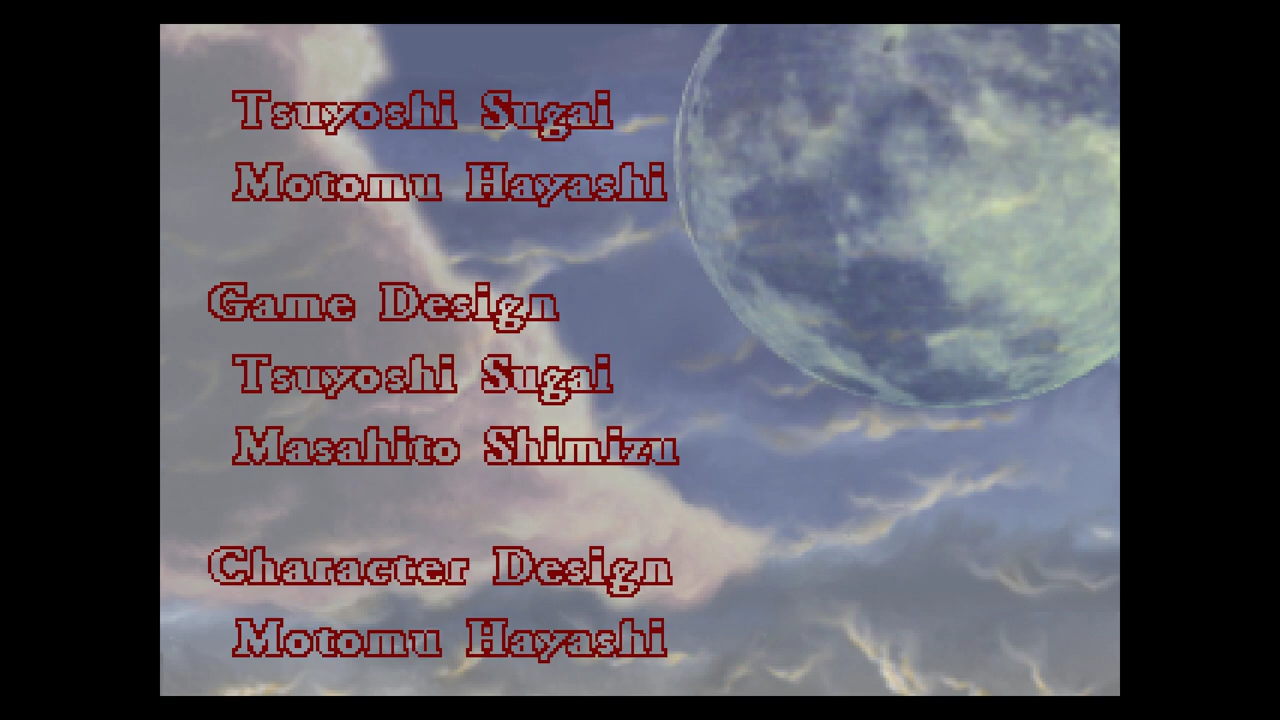 Tsuyoshi Sugai
Motomu Hayashi
Game Design
Tsuyoshi Sugai
Masahito Shimizu
Character Design
Motomu Hayashi